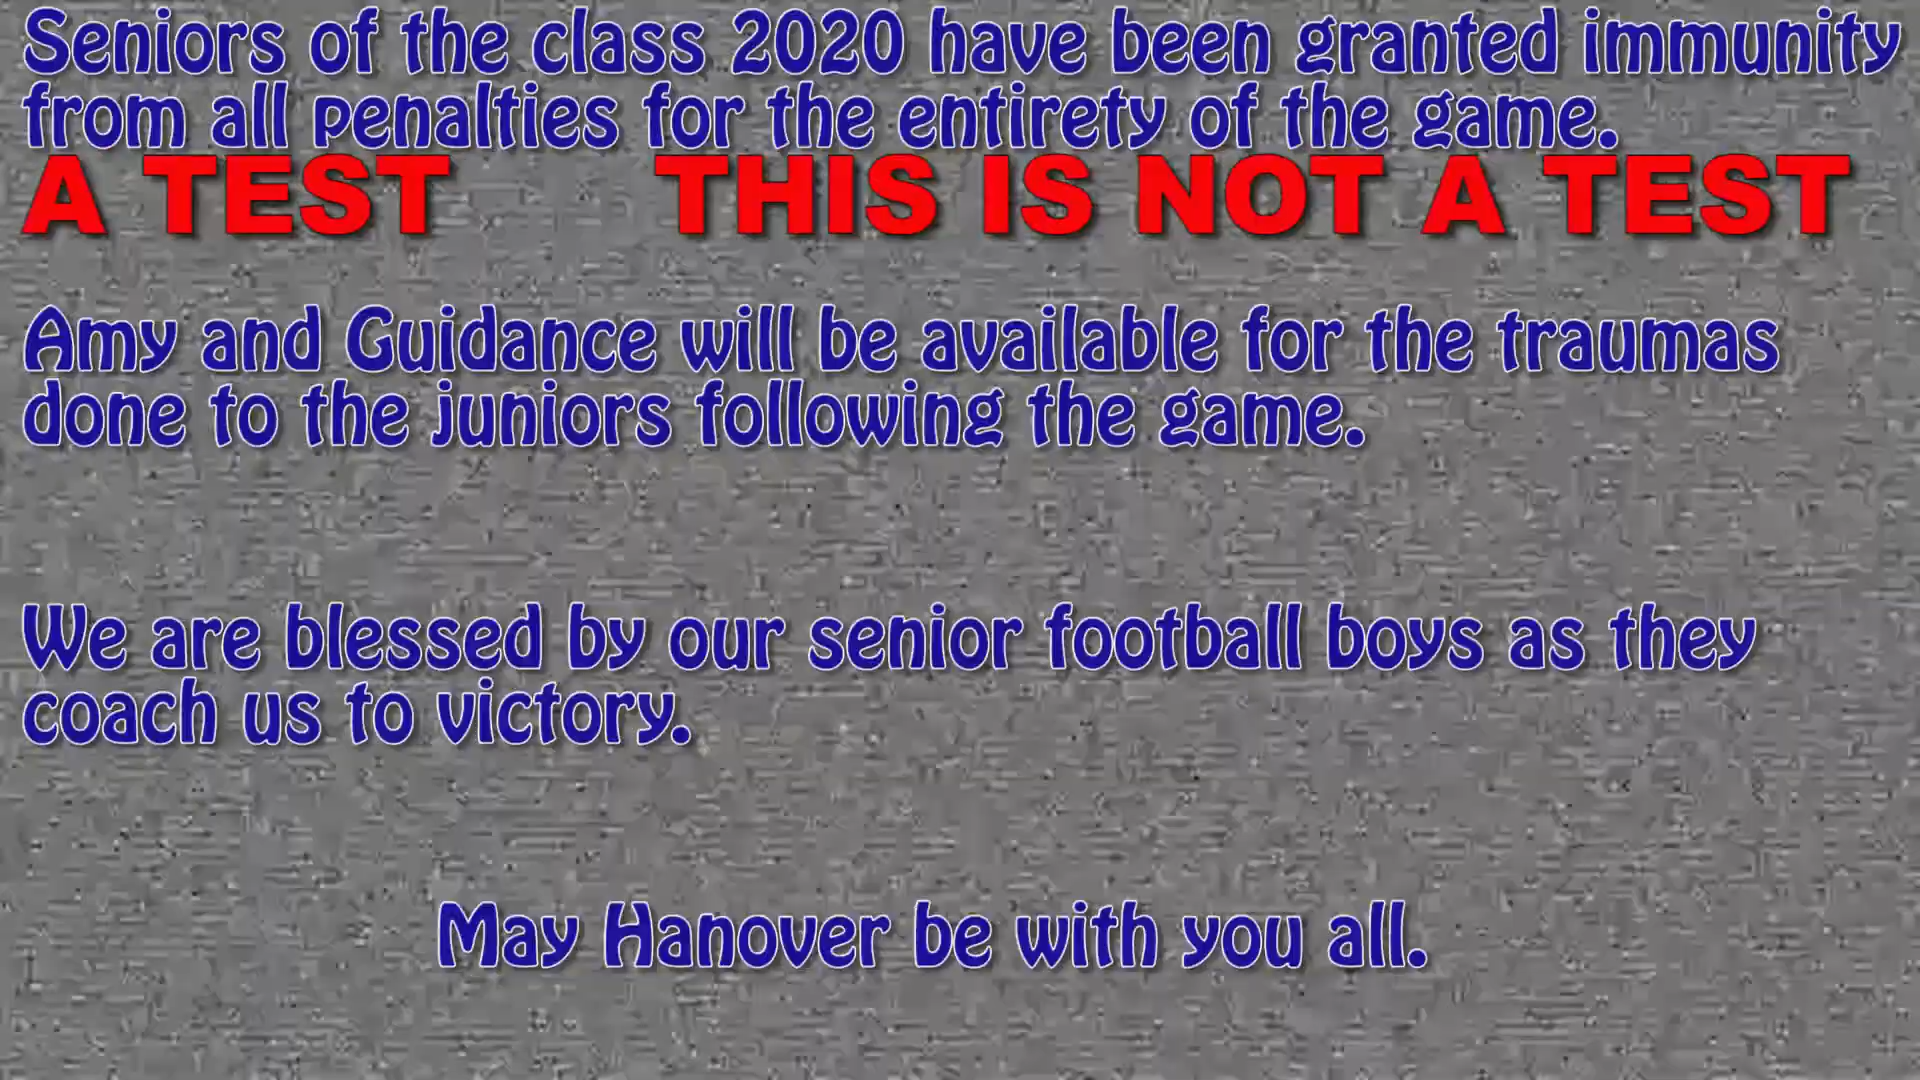 Seniors of the class 2020 have been granted immunity
from all penalties for the entirety of the game.
A TEST THIS IS NOT A TEST
Amy and Guidance will be available for the traumas
done to the juniors following the game.
We are blessed by our senior football boys as they
coach us to victory.
May Hanover be with you all.